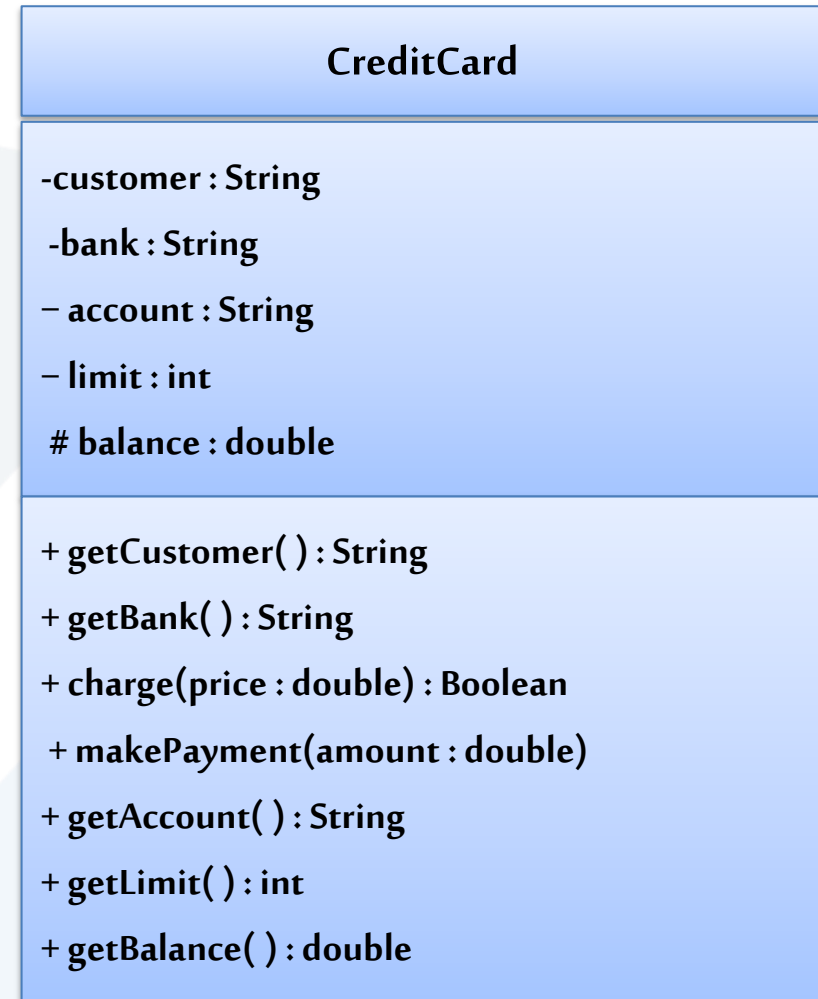 CreditCard
-customer : String
-bank : String
– account : String
– limit : int
# balance : double
+ getCustomer( ) : String
+ getBank( ) : String
+ charge(price : double) : Boolean
+ makePayment(amount : double)
+ getAccount( ) : String
+ getLimit( ) : int
+ getBalance( ) : double